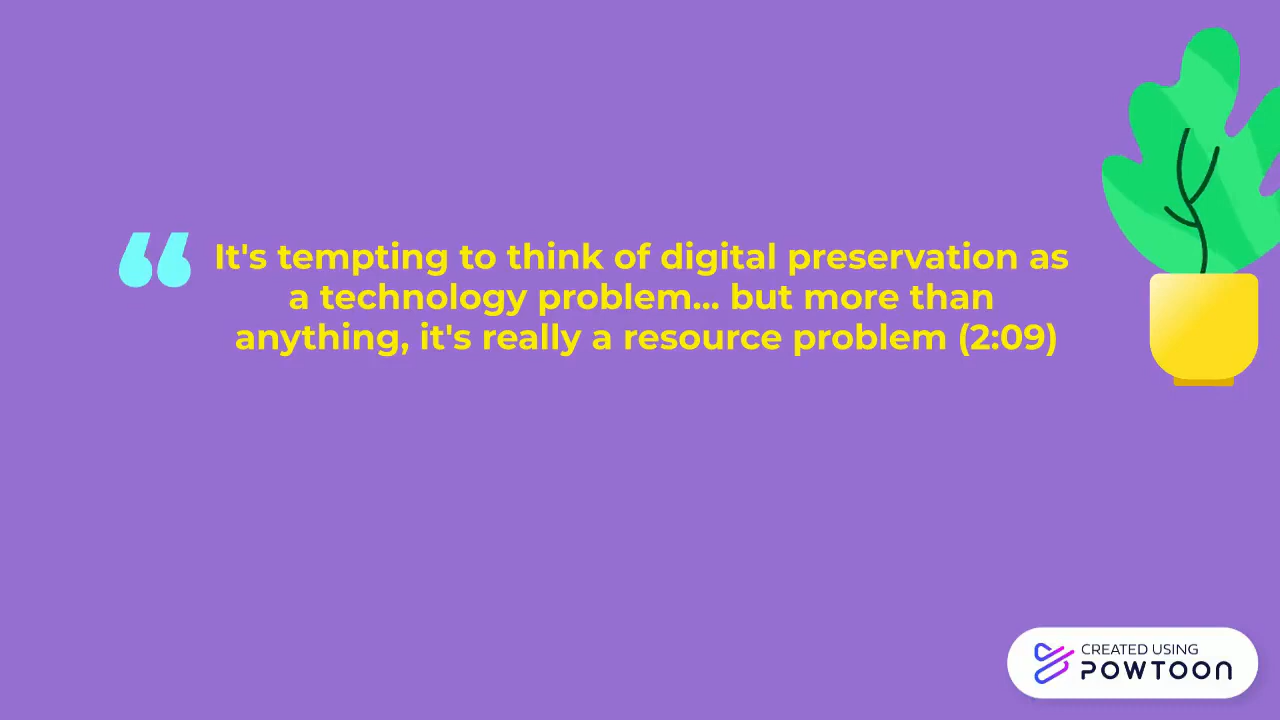 “
It's tempting to think of digital preservation as
a technology problem... but more than
anything, it's really a resource problem (2:09)
CREATED USING
POWTOON